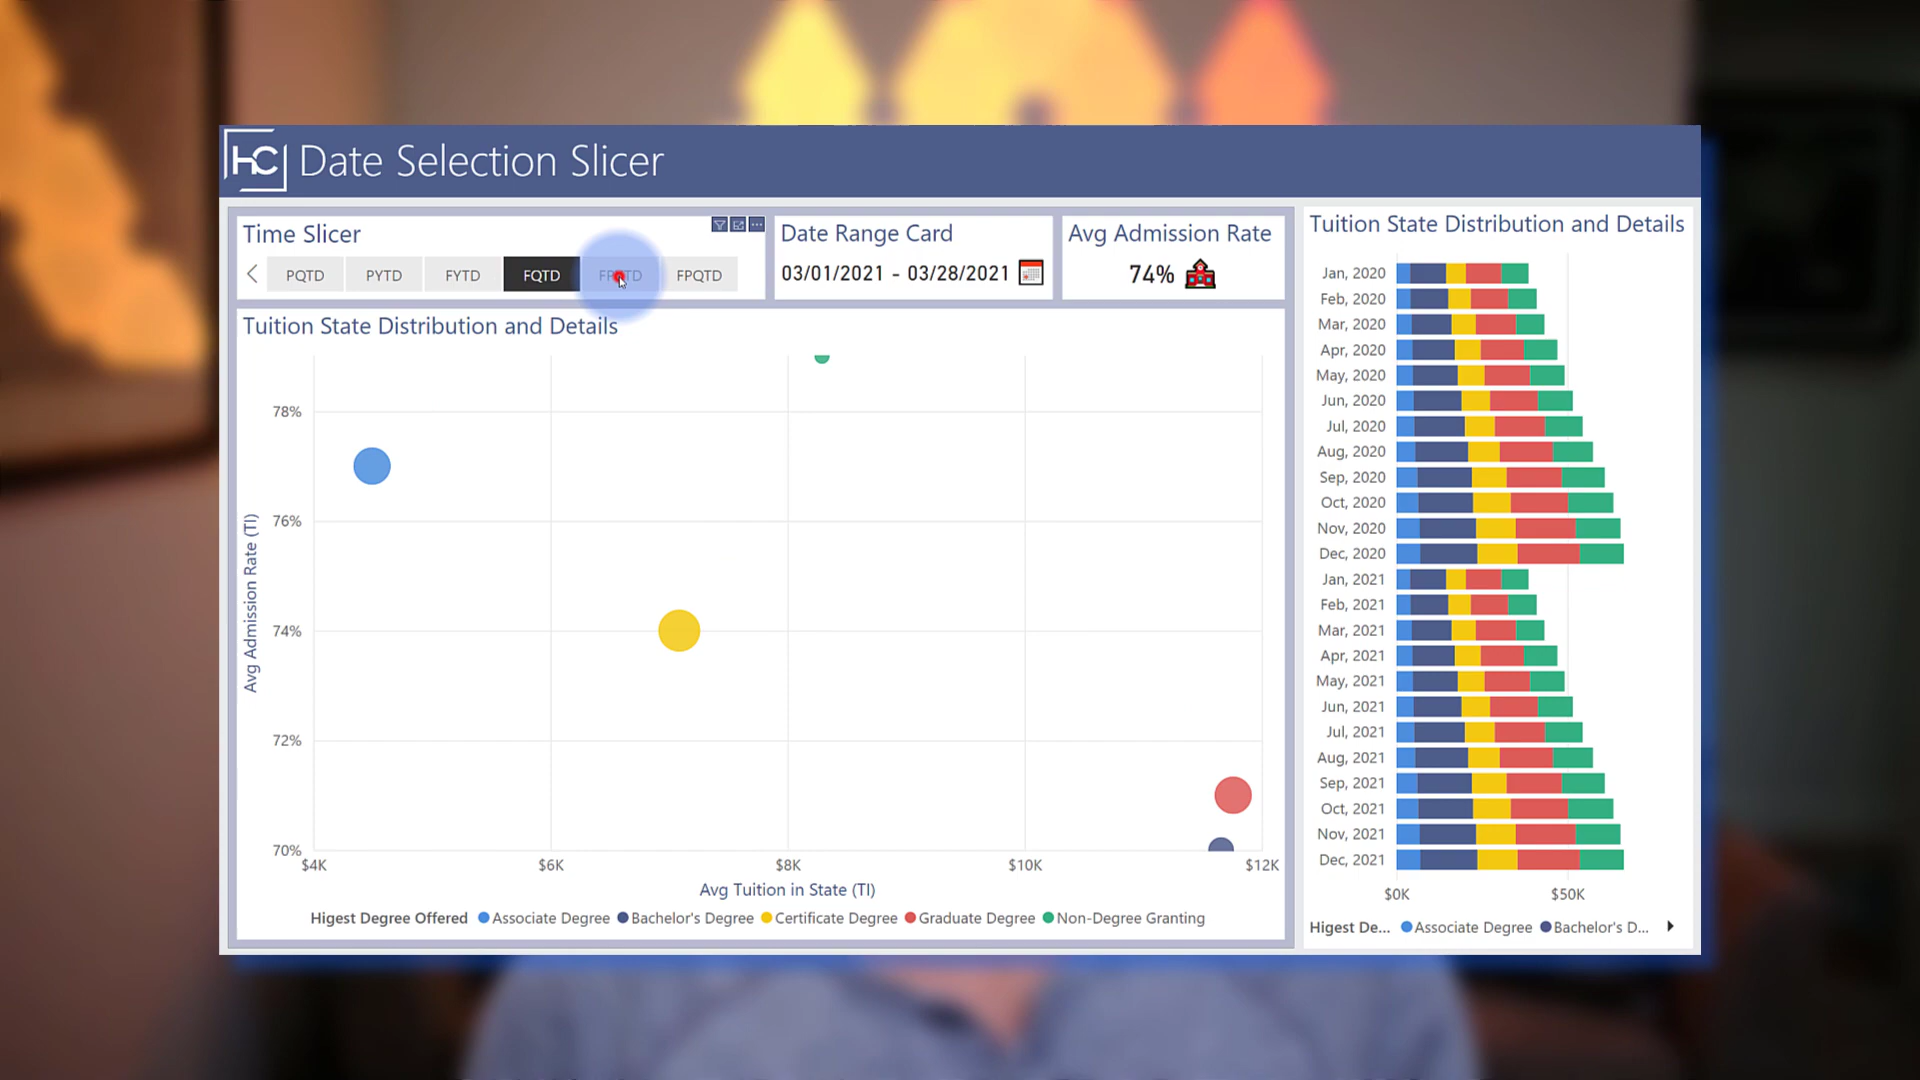 HC Date Selection Slicer
Time Slicer
PQTD PYTD FYTD FQTD FPQTD
Date Range Card
03/01/2021 - 03/28/2021
Avg Admission Rate
74%
Tuition State Distribution and Details
78%
76%
74%
72%
70%
Avg Admission Rate (TI)
$4K $6K $8K $10K $12K
Avg Tuition in State (TI)
Higest Degree Offered Associate Degree Bachelor's Degree Certificate Degree Graduate Degree Non-Degree Granting
Tuition State Distribution and Details
Jan, 2020
Feb, 2020
Mar, 2020
Apr, 2020
May, 2020
Jun, 2020
Jul, 2020
Aug, 2020
Sep, 2020
Oct, 2020
Nov, 2020
Dec, 2020
Jan, 2021
Feb, 2021
Mar, 2021
Apr, 2021
May, 2021
Jun, 2021
Jul, 2021
Aug, 2021
Sep, 2021
Oct, 2021
Nov, 2021
Dec, 2021
$0K $50K
Higest De... Associate Degree Bachelor's D...